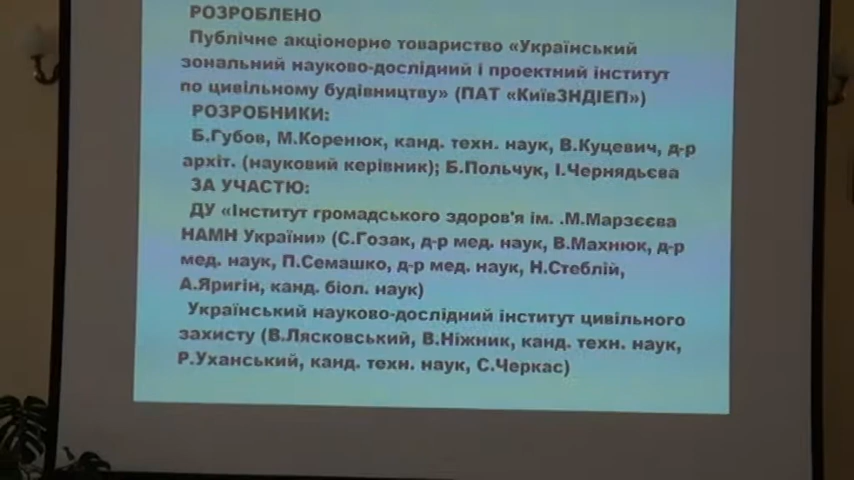 РОЗРОБЛЕНО
Публічне акціонерне товариство «Український
зональний науково-дослідний і проектний інститут
по цивільному будівництву» (ПАТ «КиївЗНДІЕП»)
РОЗРОБНИКИ:
Б.Губов, М.Коренюк, канд. техн. наук, В.Куцевич, д-р
архіт. (науковий керівник); Б.Польчук, І.Чернядьєва
ЗА УЧАСТЮ:
ДУ «Інститут громадського здоров'я ім. .М.Марзєєва
НАМН України» (С.Гозак, д-р мед. наук, В.Махнюк, д-р
мед. наук, П.Семашко, д-р мед. наук, Н.Стеблій,
А.Яригін, канд. біол. наук)
Український науково-дослідний інститут цивільного
захисту (В.Лясковський, В.Ніжник, канд. техн. наук,
Р.Уханський, канд. техн. наук, С.Черкас)